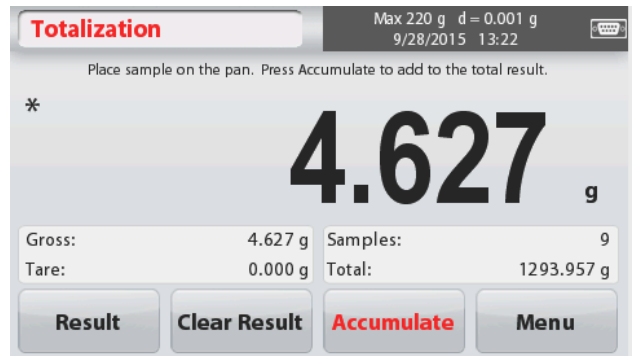 Totalization
Max 220 g d = 0.001 g
9/28/2015 13:22
Place sample on the pan. Press Accumulate to add to the total result.
*
4.627 g
Gross: 4.627 g Samples: 9
Tare: 0.000 g Total: 1293.957 g
Result Clear Result Accumulate Menu